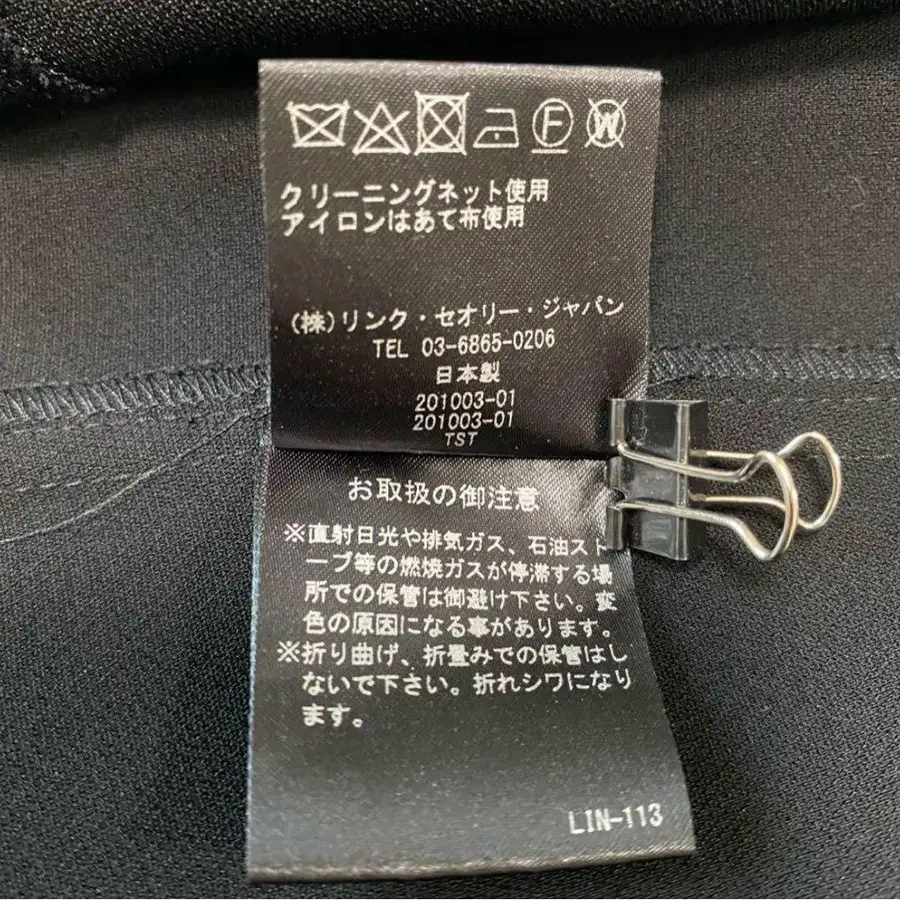 F W
クリーニングネット使用
アイロンはあて布使用
(株)リンク・セオリー・ジャパン
TEL 03-6865-0206
日本製
201003-01
201003-01
TST
お取扱の御注意
※直射日光や排気ガス、石油スト
ーブ等の燃焼ガスが停滞する場
所での保管は御避け下さい。変
色の原因になる事があります。
※折り曲げ、折畳みでの保管はし
ないで下さい。折れシワになり
ます。
LIN-113